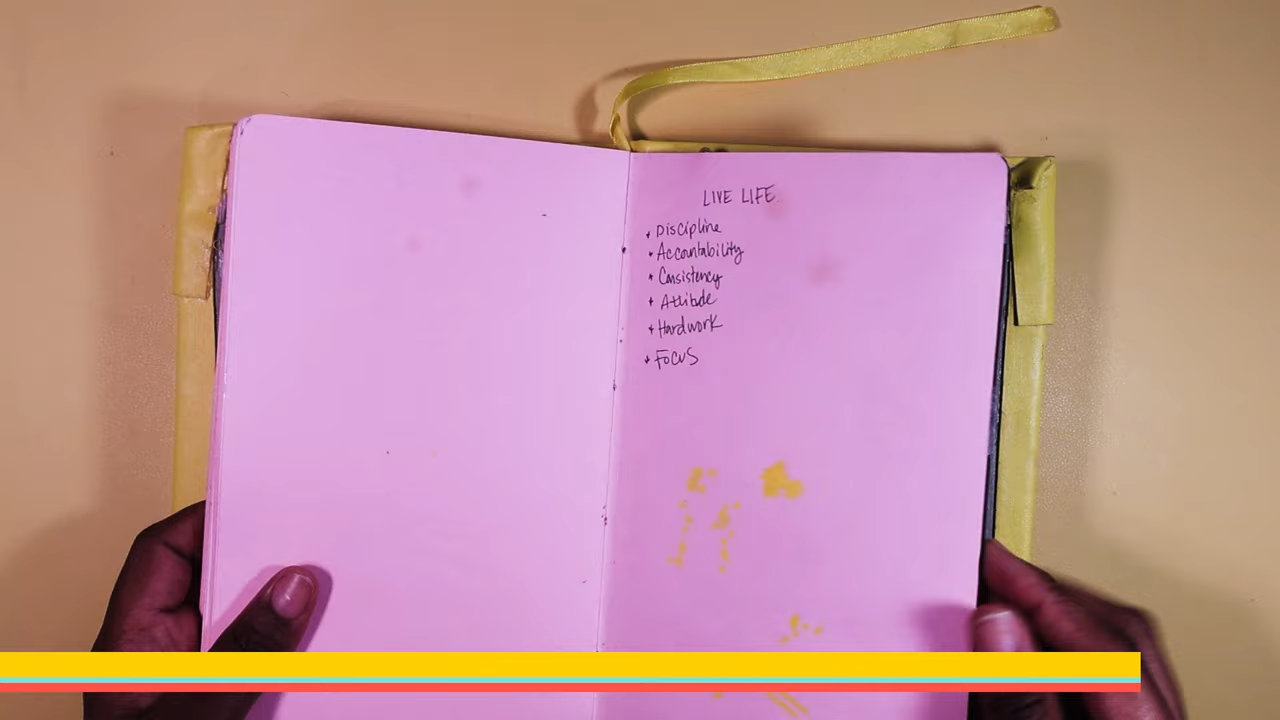 LIVE LIFE
• Discipline
• Accountability
• Consistency
• Attitude
• Hardwork
• Focus